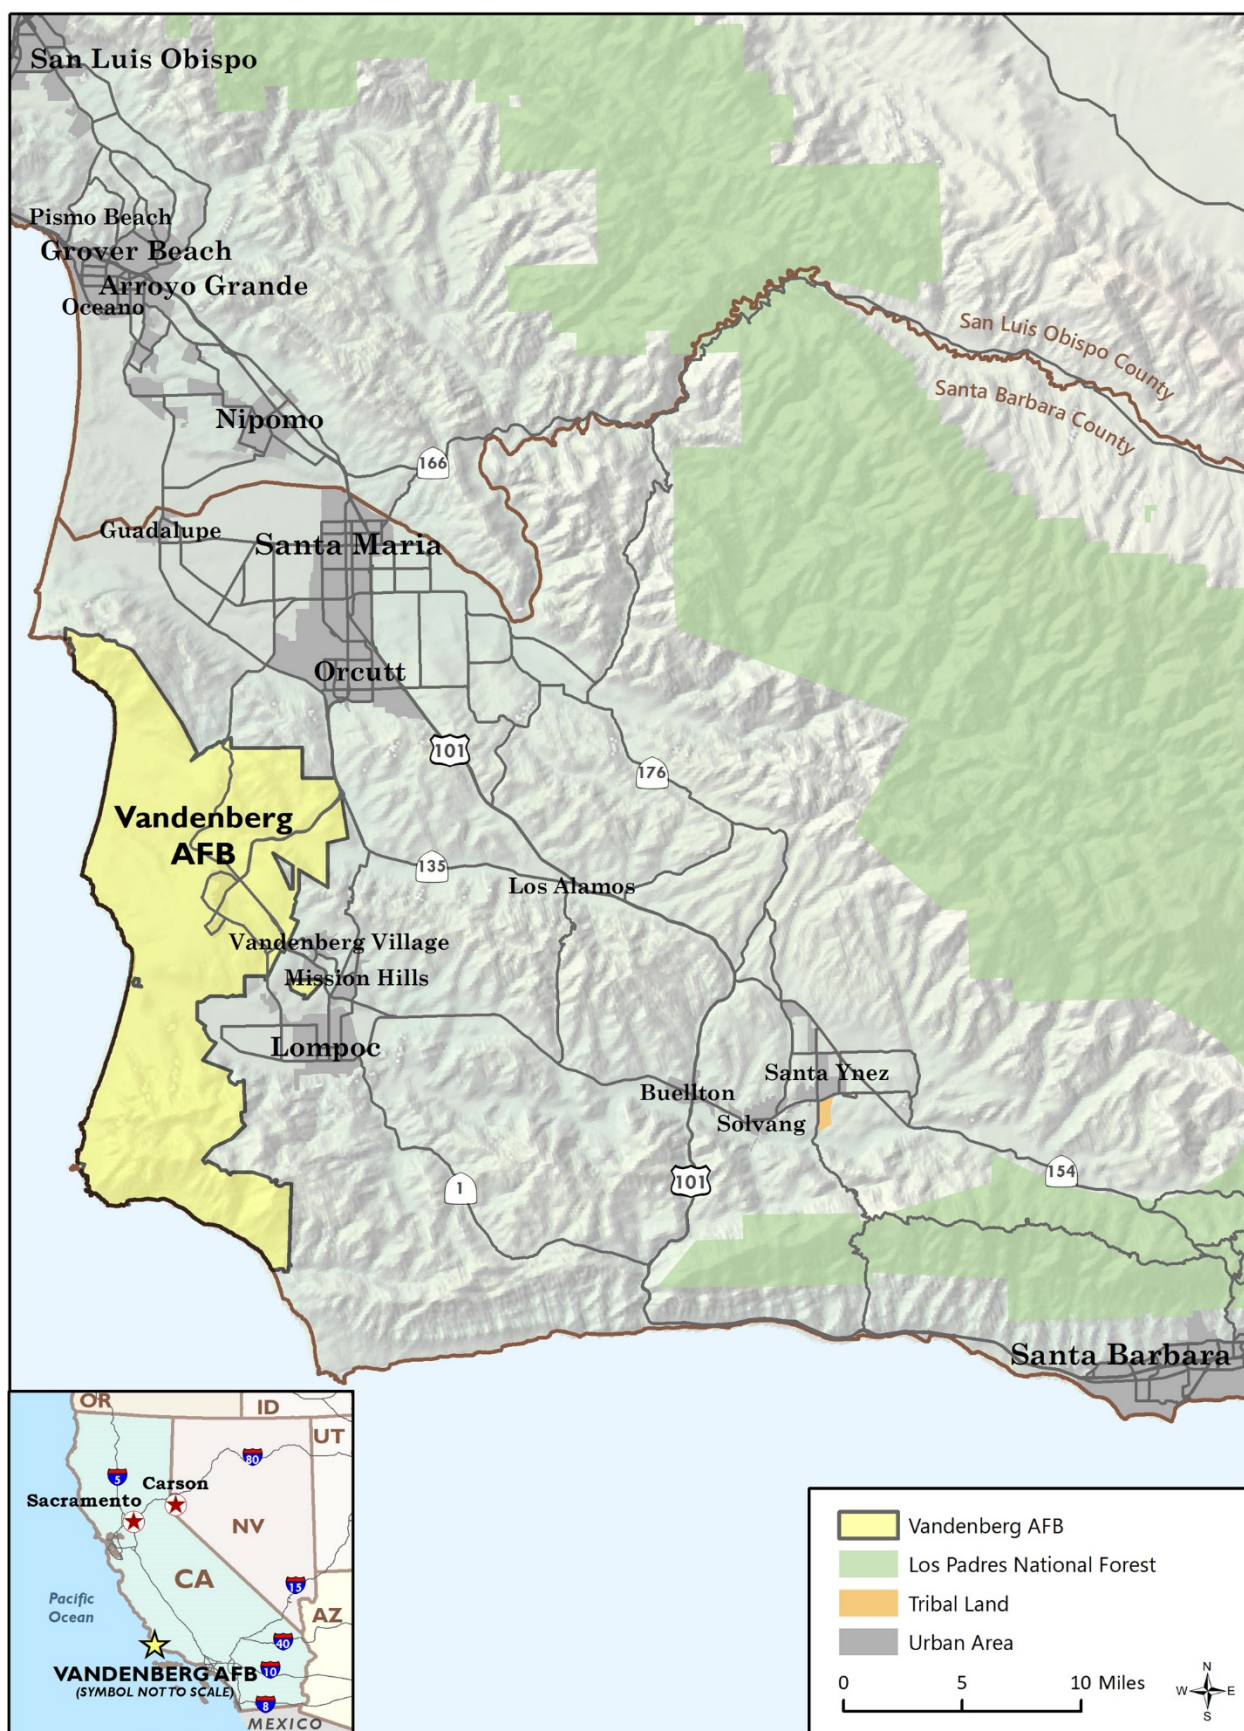 San Luis Obispo
Pismo Beach
Grover Beach
Arroyo Grande
Oceano
San Luis Obispo County
Santa Barbara County
Nipomo
166
Guadalupe
Santa Maria
Orcutt
101
176
Vandenberg
AFB
135
Los Alamos
Vandenberg Village
Mission Hills
Lompoc
Santa Ynez
Buellton
Solvang
154
1
101
Santa Barbara
OR
ID
UT
80
5
Carson
Sacramento
NV
CA
15
Pacific
Ocean
AZ
40
VANDENBERG AFB
10
(SYMBOL NOT TO SCALE)
8
MEXICO
Vandenberg AFB
Los Padres National Forest
Tribal Land
Urban Area
0 5 10 Miles
N
W E
S